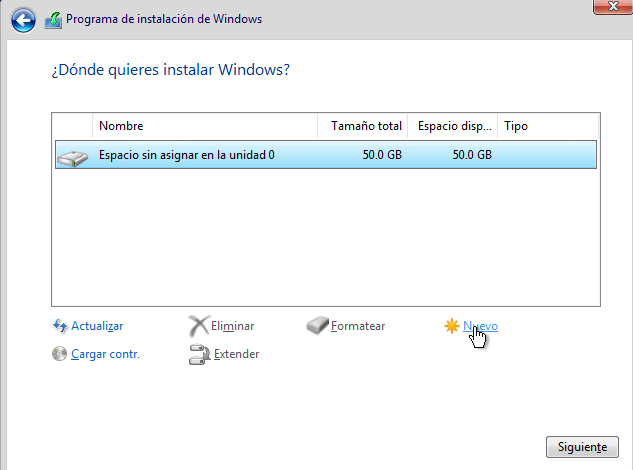 Programa de instalación de Windows
¿Dónde quieres instalar Windows?
Nombre Tamaño total Espacio disp... Tipo
Espacio sin asignar en la unidad 0 50.0 GB 50.0 GB
Actualizar Eliminar Formatear Nuevo
Cargar contr. Extender
Siguiente